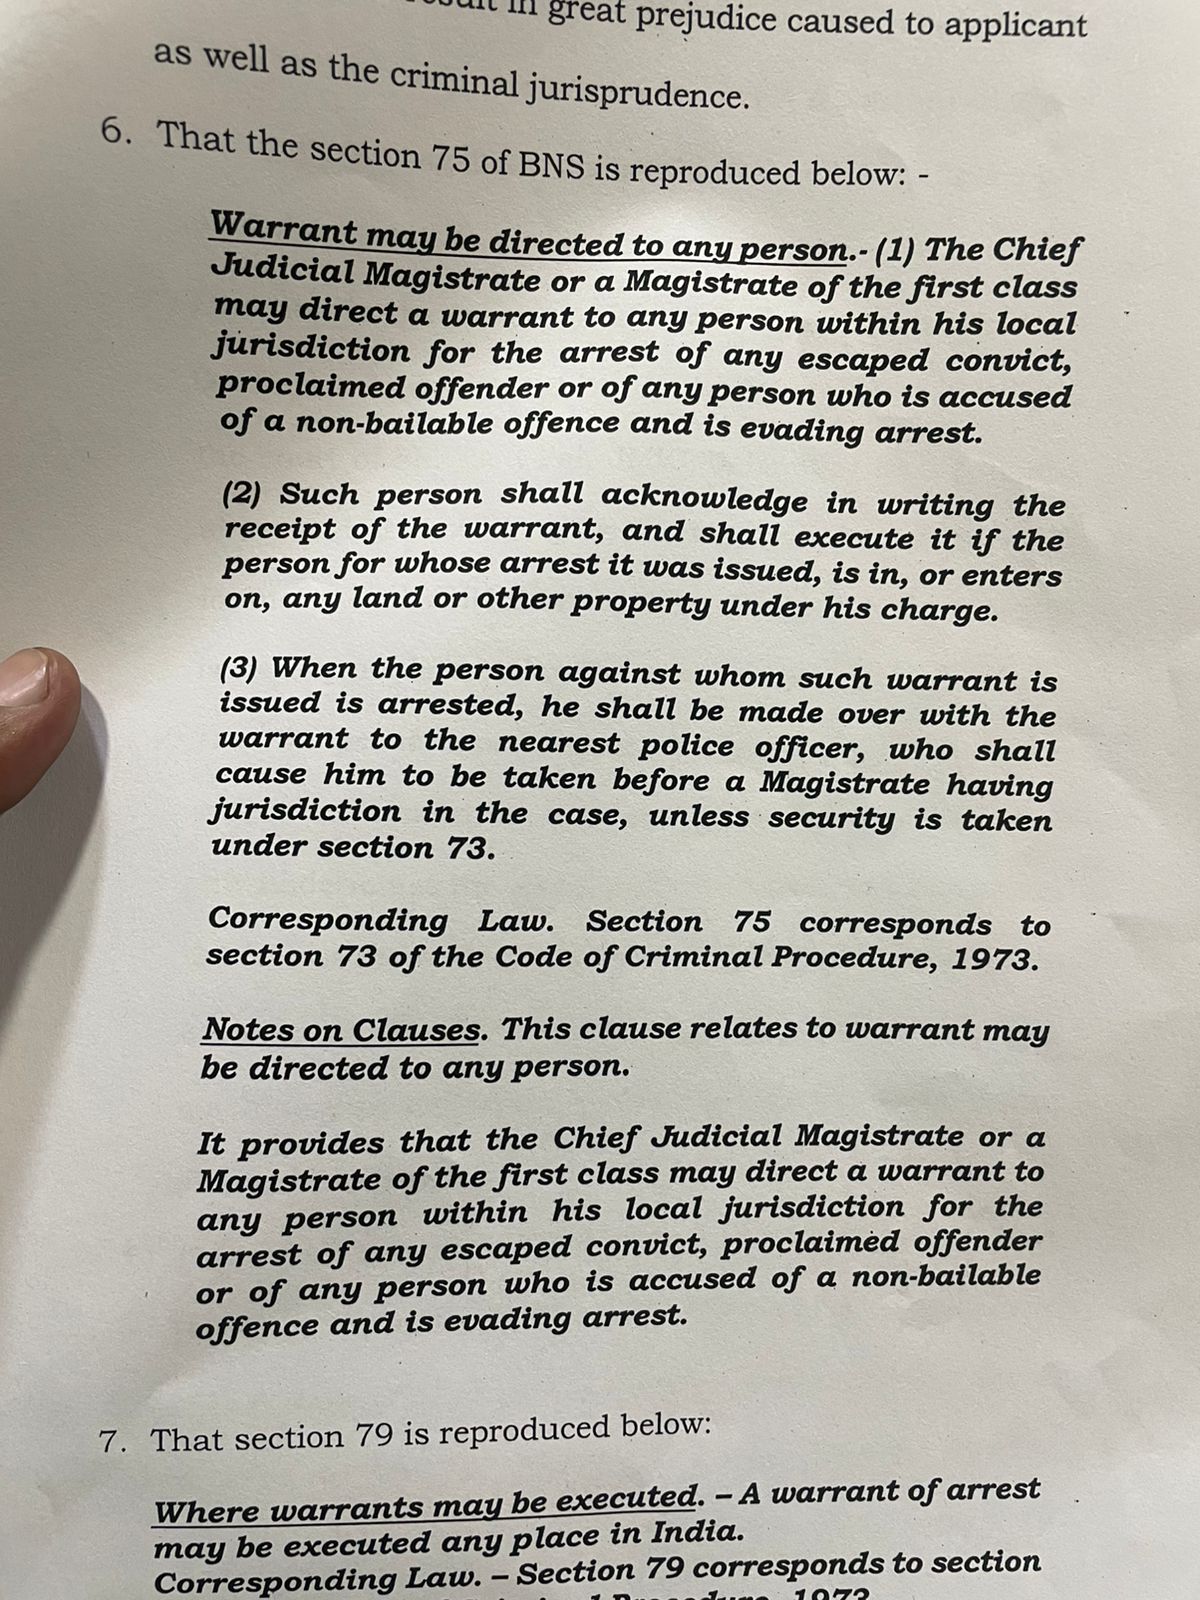 in great prejudice caused to applicant
as well as the criminal jurisprudence.
6. That the section 75 of BNS is reproduced below: -
Warrant may be directed to any person.- (1) The Chief
Judicial Magistrate or a Magistrate of the first class
may direct a warrant to any person within his local
jurisdiction for the arrest of any escaped convict,
proclaimed offender or of any person who is accused
of a non-bailable offence and is evading arrest.
(2) Such person shall acknowledge in writing the
receipt of the warrant, and shall execute it if the
person for whose arrest it was issued, is in, or enters
on, any land or other property under his charge.
(3) When the person against whom such warrant is
issued is arrested, he shall be made over with the
warrant to the nearest police officer, who shall
cause him to be taken before a Magistrate having
jurisdiction in the case, unless security is taken
under section 73.
Corresponding Law. Section 75 corresponds to
section 73 of the Code of Criminal Procedure, 1973.
Notes on Clauses. This clause relates to warrant may
be directed to any person.
It provides that the Chief Judicial Magistrate or a
Magistrate of the first class may direct a warrant to
any person within his local jurisdiction for the
arrest of any escaped convict, proclaimed offender
or of any person who is accused of a non-bailable
offence and is evading arrest.
7. That section 79 is reproduced below:
Where warrants may be executed. – A warrant of arrest
may be executed any place in India.
Corresponding Law. – Section 79 corresponds to section
Procedure, 1973